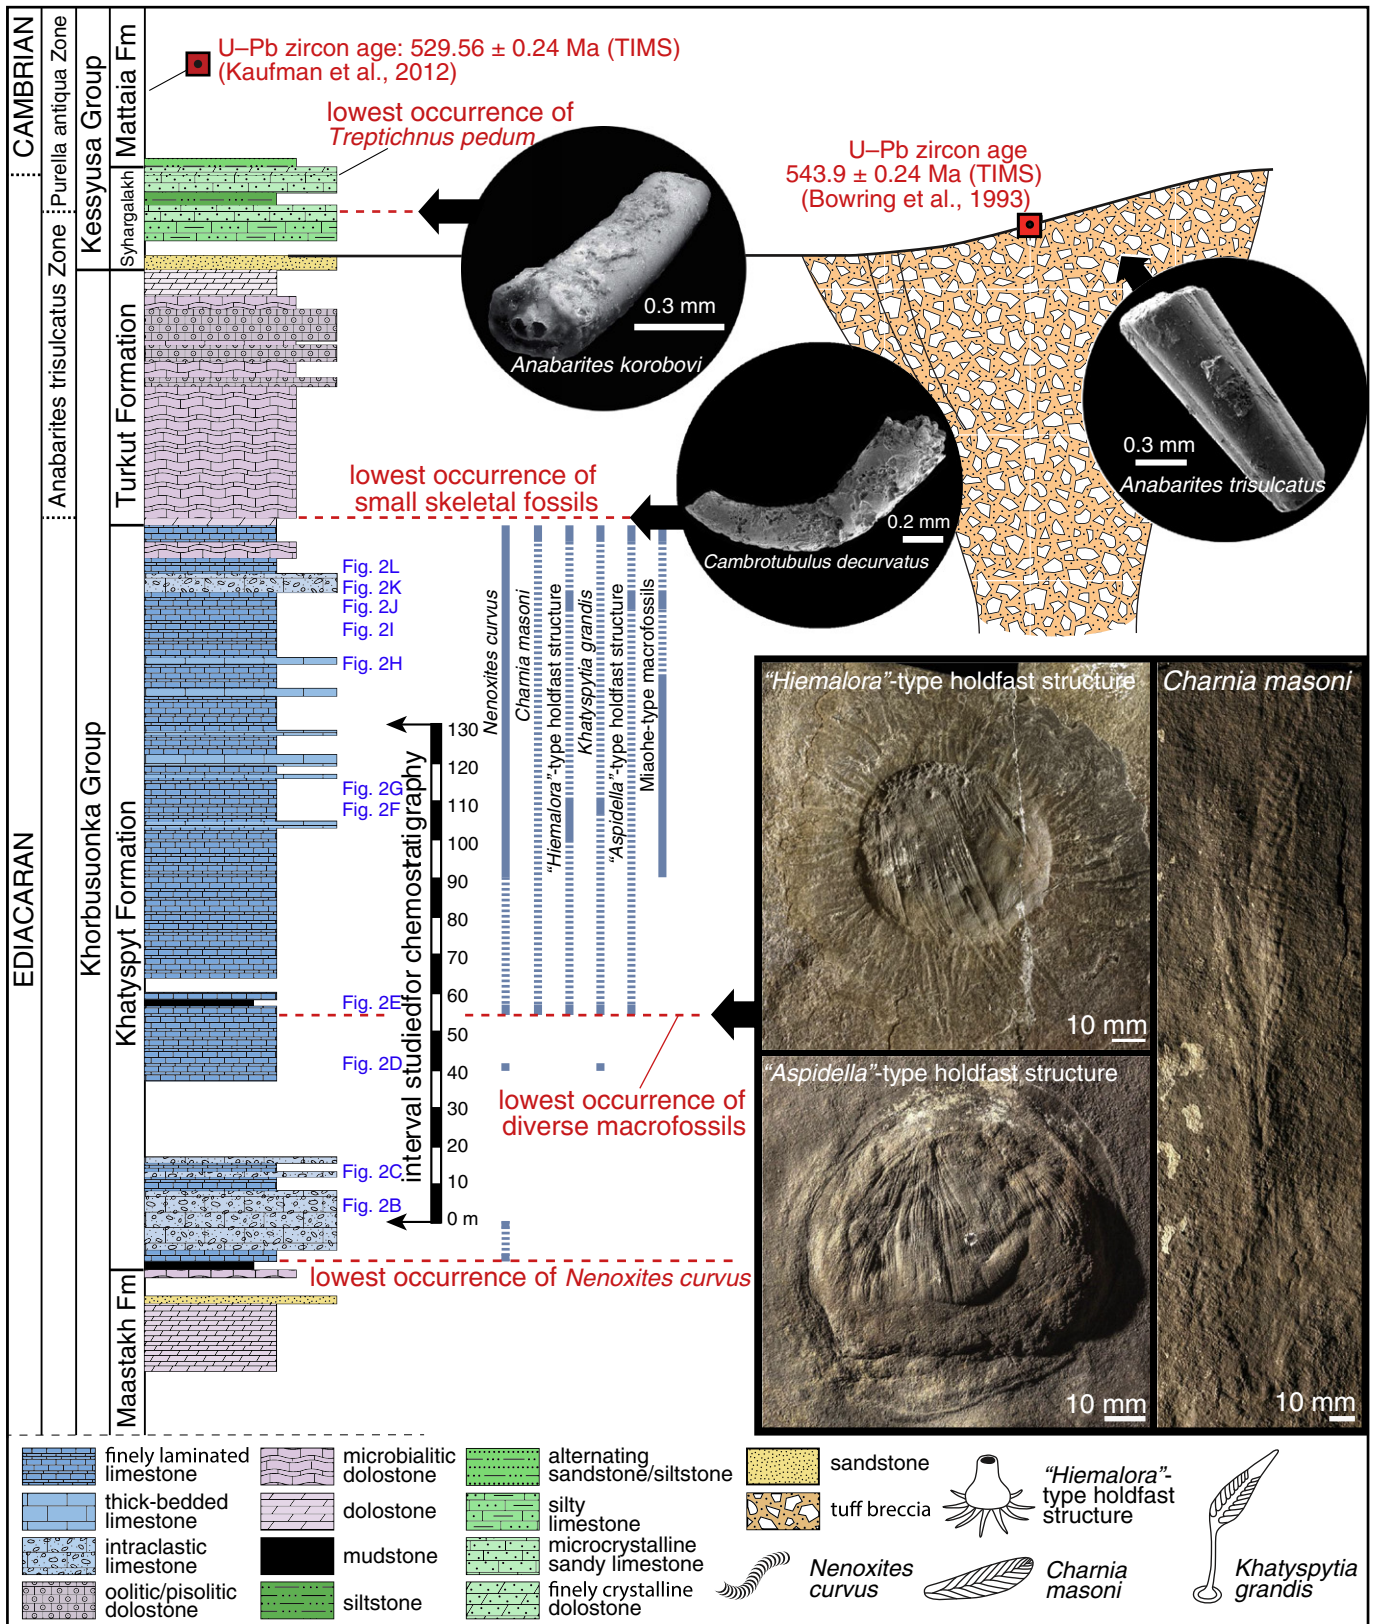 CAMBRIAN
EDIACARAN
Purella antiqua Zone
Anabarites trisulcatus Zone
Kessyusa Group
Khorbusuonka Group
Mattaia Fm
Syhargalakh
Turkut Formation
Khatyspyt Formation
Maastakh Fm
U–Pb zircon age: 529.56 ± 0.24 Ma (TIMS)
(Kaufman et al., 2012)
lowest occurrence of
Treptichnus pedum
U–Pb zircon age
543.9 ± 0.24 Ma (TIMS)
(Bowring et al., 1993)
0.3 mm
Anabarites korobovi
0.3 mm
Anabarites trisulcatus
lowest occurrence of
small skeletal fossils
0.2 mm
Cambrotubulus decurvatus
Fig. 2L
Fig. 2K
Fig. 2J
Fig. 2I
Fig. 2H
Fig. 2G
Fig. 2F
Fig. 2E
Fig. 2D
Fig. 2C
Fig. 2B
interval studiedfor chemostratigraphy
130
120
110
100
90
80
70
60
50
40
30
20
10
0 m
Nenoxites curvus
Charnia masoni
"Hiemalora"-type holdfast structure
Khatyspytia grandis
"Aspidella"-type holdfast structure
Miaohe-type macrofossils
lowest occurrence of
diverse macrofossils
lowest occurrence of Nenoxites curvus
"Hiemalora"-type holdfast structure
10 mm
"Aspidella"-type holdfast structure
10 mm
Charnia masoni
10 mm
finely laminated
limestone
thick-bedded
limestone
intraclastic
limestone
oolitic/pisolitic
dolostone
microbialitic
dolostone
dolostone
mudstone
siltstone
alternating
sandstone/siltstone
silty
limestone
microcrystalline
sandy limestone
finely crystalline
dolostone
sandstone
tuff breccia
"Hiemalora"-
type holdfast
structure
Nenoxites
curvus
Charnia
masoni
Khatyspytia
grandis